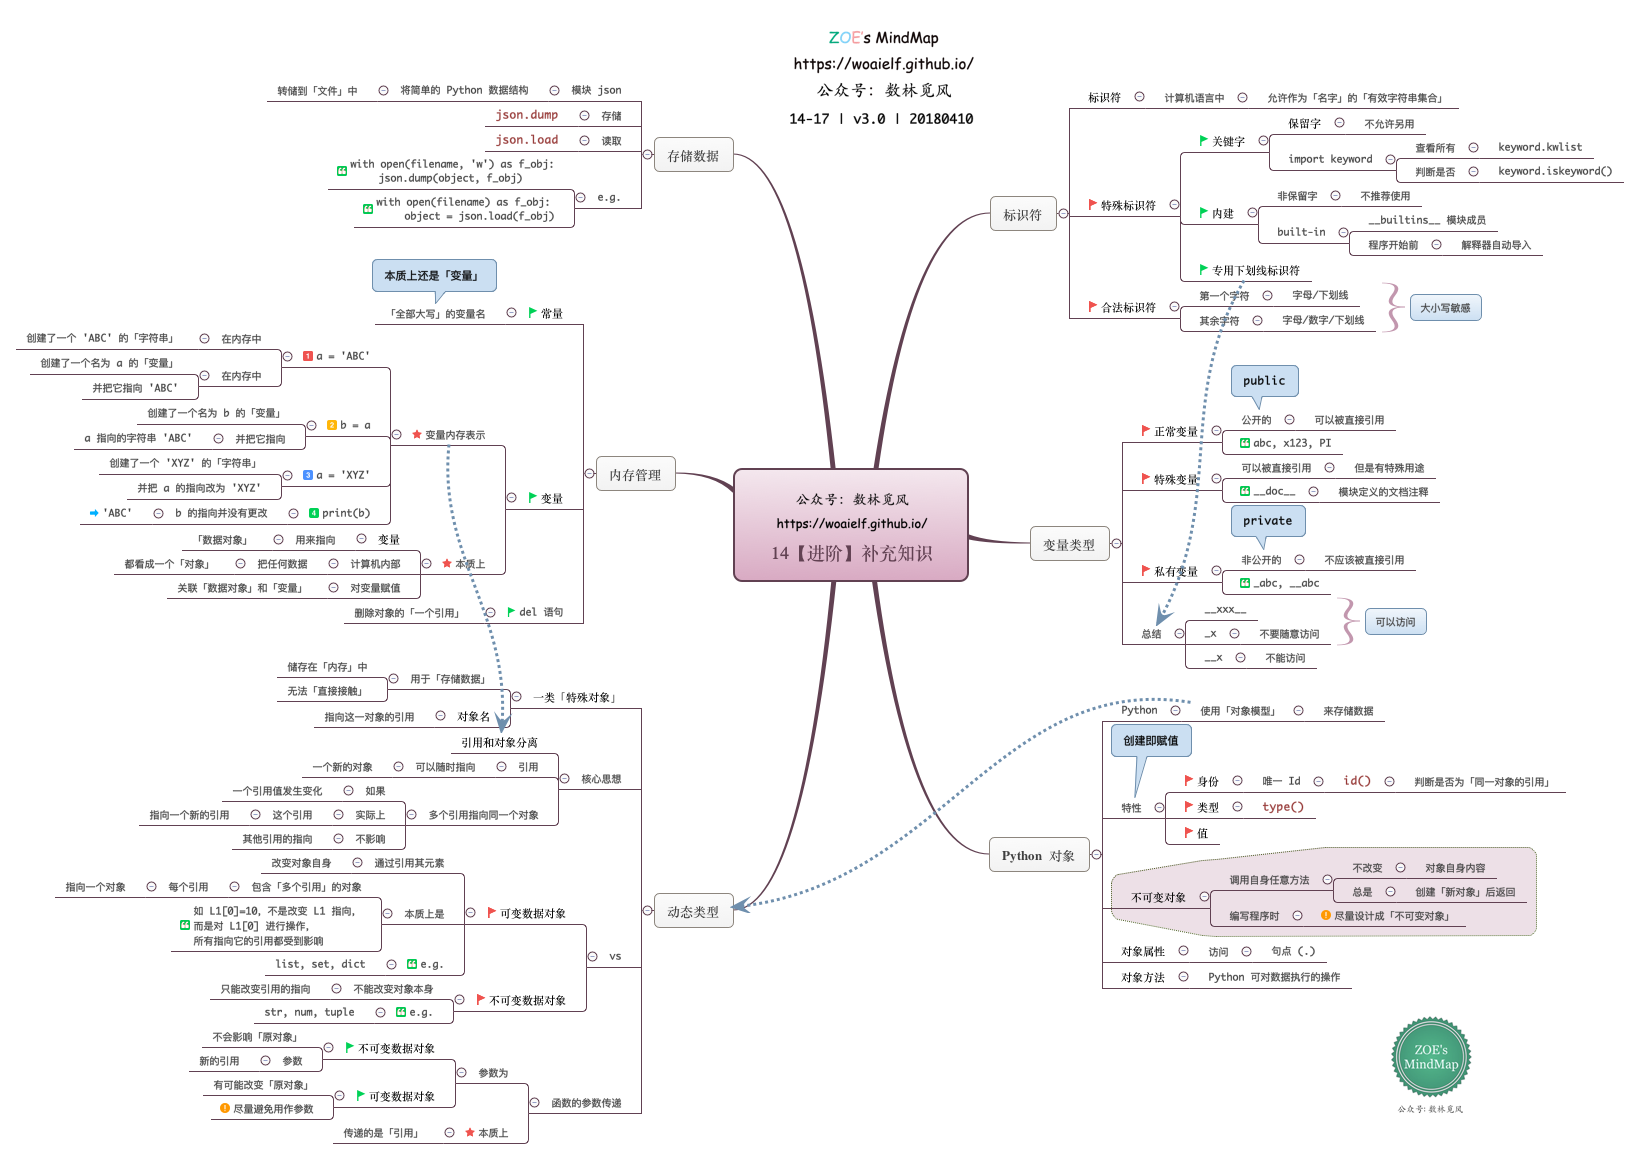 ZOE's MindMap
https://woaielf.github.io/
公众号：数林觅风
14-17 | v3.0 | 20180410
公众号：数林觅风
https://woaielf.github.io/
14【进阶】补充知识
标识符
标识符
计算机语言中
允许作为「名字」的「有效字符串集合」
特殊标识符
关键字
保留字
不允许另用
import keyword
查看所有
keyword.kwlist
判断是否
keyword.iskeyword()
内建
非保留字
不推荐使用
built-in
__builtins__ 模块成员
程序开始前
解释器自动导入
专用下划线标识符
合法标识符
第一个字符
字母/下划线
其余字符
字母/数字/下划线
大小写敏感
变量类型
public
正常变量
公开的
可以被直接引用
abc, x123, PI
特殊变量
可以被直接引用
但是有特殊用途
__doc__
模块定义的文档注释
private
私有变量
非公开的
不应该被直接引用
_abc, __abc
总结
__xxx__
_x
不要随意访问
__x
不能访问
可以访问
Python 对象
Python
使用「对象模型」
来存储数据
创建即赋值
特性
身份
唯一 Id
id()
判断是否为「同一对象的引用」
类型
type()
值
不可变对象
调用自身任意方法
不改变
对象自身内容
总是
创建「新对象」后返回
编写程序时
尽量设计成「不可变对象」
对象属性
访问
句点 (.)
对象方法
Python 可对数据执行的操作
存储数据
模块 json
将简单的 Python 数据结构
转储到「文件」中
存储
json.dump
读取
json.load
e.g.
with open(filename, 'w') as f_obj:
json.dump(object, f_obj)
with open(filename) as f_obj:
object = json.load(f_obj)
内存管理
本质上还是「变量」
常量
「全部大写」的变量名
变量
变量内存表示
1 a = 'ABC'
在内存中
创建了一个 'ABC' 的「字符串」
在内存中
创建了一个名为 a 的「变量」
并把它指向 'ABC'
2 b = a
创建了一个名为 b 的「变量」
并把它指向
a 指向的字符串 'ABC'
3 a = 'XYZ'
创建了一个 'XYZ' 的「字符串」
并把 a 的指向改为 'XYZ'
4 print(b)
b 的指向并没有更改
'ABC'
本质上
变量
用来指向
「数据对象」
计算机内部
把任何数据
都看成一个「对象」
对变量赋值
关联「数据对象」和「变量」
del 语句
删除对象的「一个引用」
动态类型
一类「特殊对象」
用于「存储数据」
储存在「内存」中
无法「直接接触」
对象名
指向这一对象的引用
核心思想
引用和对象分离
引用
可以随时指向
一个新的对象
多个引用指向同一个对象
如果
一个引用值发生变化
实际上
这个引用
指向一个新的引用
不影响
其他引用的指向
vs
可变数据对象
通过引用其元素
改变对象自身
本质上是
包含「多个引用」的对象
每个引用
指向一个对象
如 L1[0]=10，不是改变 L1 指向，
而是对 L1[0] 进行操作，
所有指向它的引用都受到影响
e.g.
list, set, dict
不可变数据对象
不能改变对象本身
只能改变引用的指向
e.g.
str, num, tuple
函数的参数传递
参数为
不可变数据对象
不会影响「原对象」
参数
新的引用
可变数据对象
有可能改变「原对象」
尽量避免用作参数
本质上
传递的是「引用」
ZOE's
MindMap
公众号：数林觅风